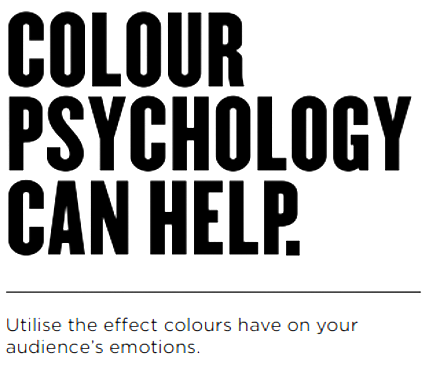 COLOUR
PSYCHOLOGY
CAN HELP.
Utilise the effect colours have on your
audience's emotions.